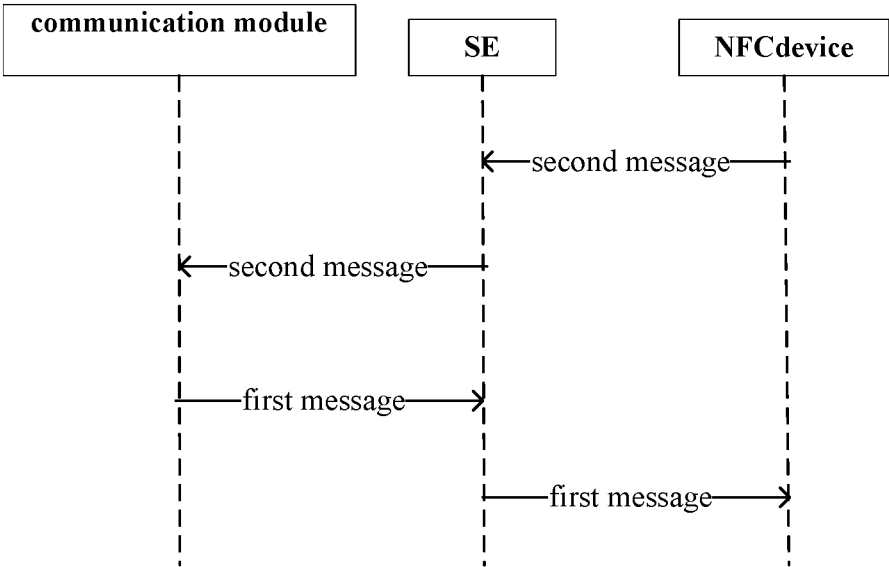 communication module
SE
NFCdevice
second message
second message
first message
first message